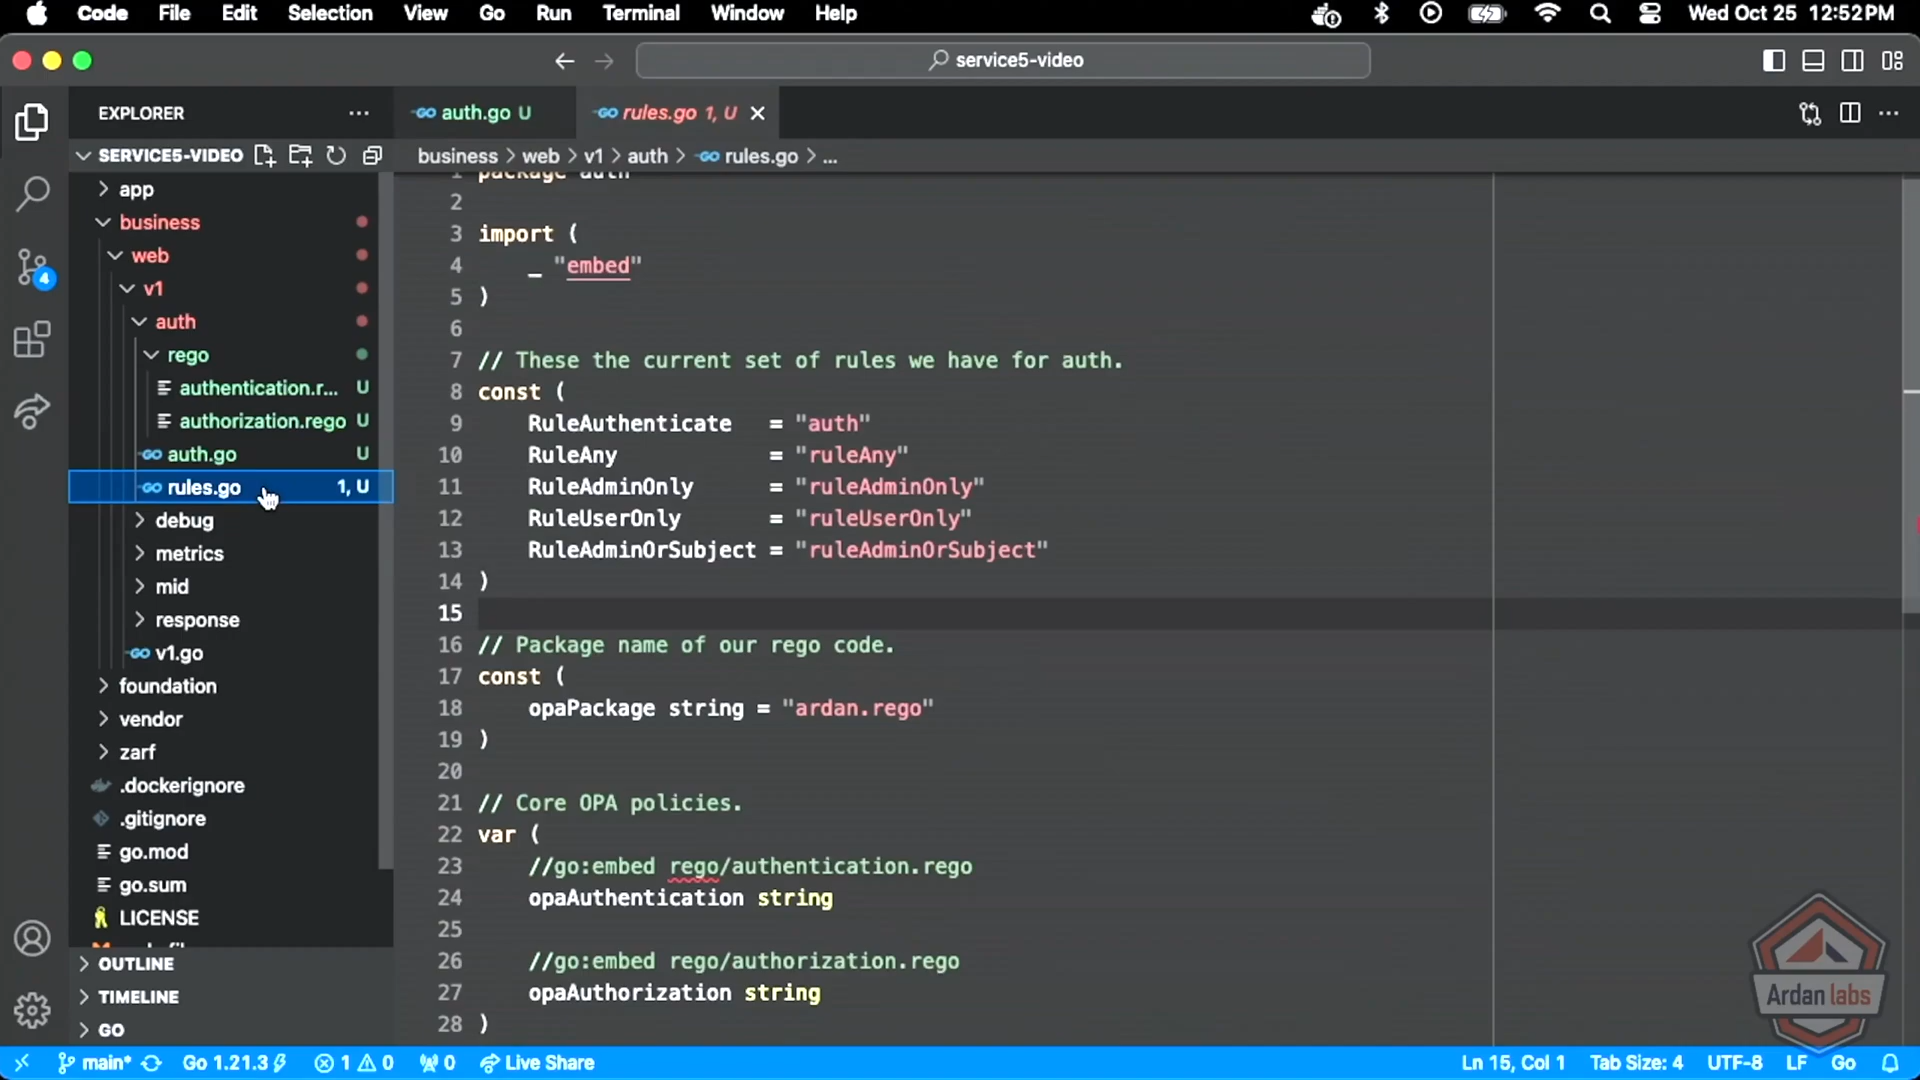 Code File Edit Selection View Go Run Terminal Window Help Wed Oct 25 12:52 PM
service5-video
EXPLORER
auth.go U
rules.go 1, U
SERVICE5-VIDEO
business > web > v1 > auth > rules.go > ...
app
business
web
v1
auth
rego
authentication.r... U
authorization.rego U
auth.go U
rules.go 1, U
debug
metrics
mid
response
v1.go
foundation
vendor
zarf
.dockerignore
.gitignore
go.mod
go.sum
LICENSE
OUTLINE
TIMELINE
GO
1 package auth
2
3 import (
4 _ "embed"
5 )
6
7 // These the current set of rules we have for auth.
8 const (
9 RuleAuthenticate = "auth"
10 RuleAny = "ruleAny"
11 RuleAdminOnly = "ruleAdminOnly"
12 RuleUserOnly = "ruleUserOnly"
13 RuleAdminOrSubject = "ruleAdminOrSubject"
14 )
15
16 // Package name of our rego code.
17 const (
18 opaPackage string = "ardan.rego"
19 )
20
21 // Core OPA policies.
22 var (
23 //go:embed rego/authentication.rego
24 opaAuthentication string
25
26 //go:embed rego/authorization.rego
27 opaAuthorization string
28 )
4
Ardan labs
main* Go 1.21.3 1 0 0 Live Share Ln 15, Col 1 Tab Size: 4 UTF-8 LF Go